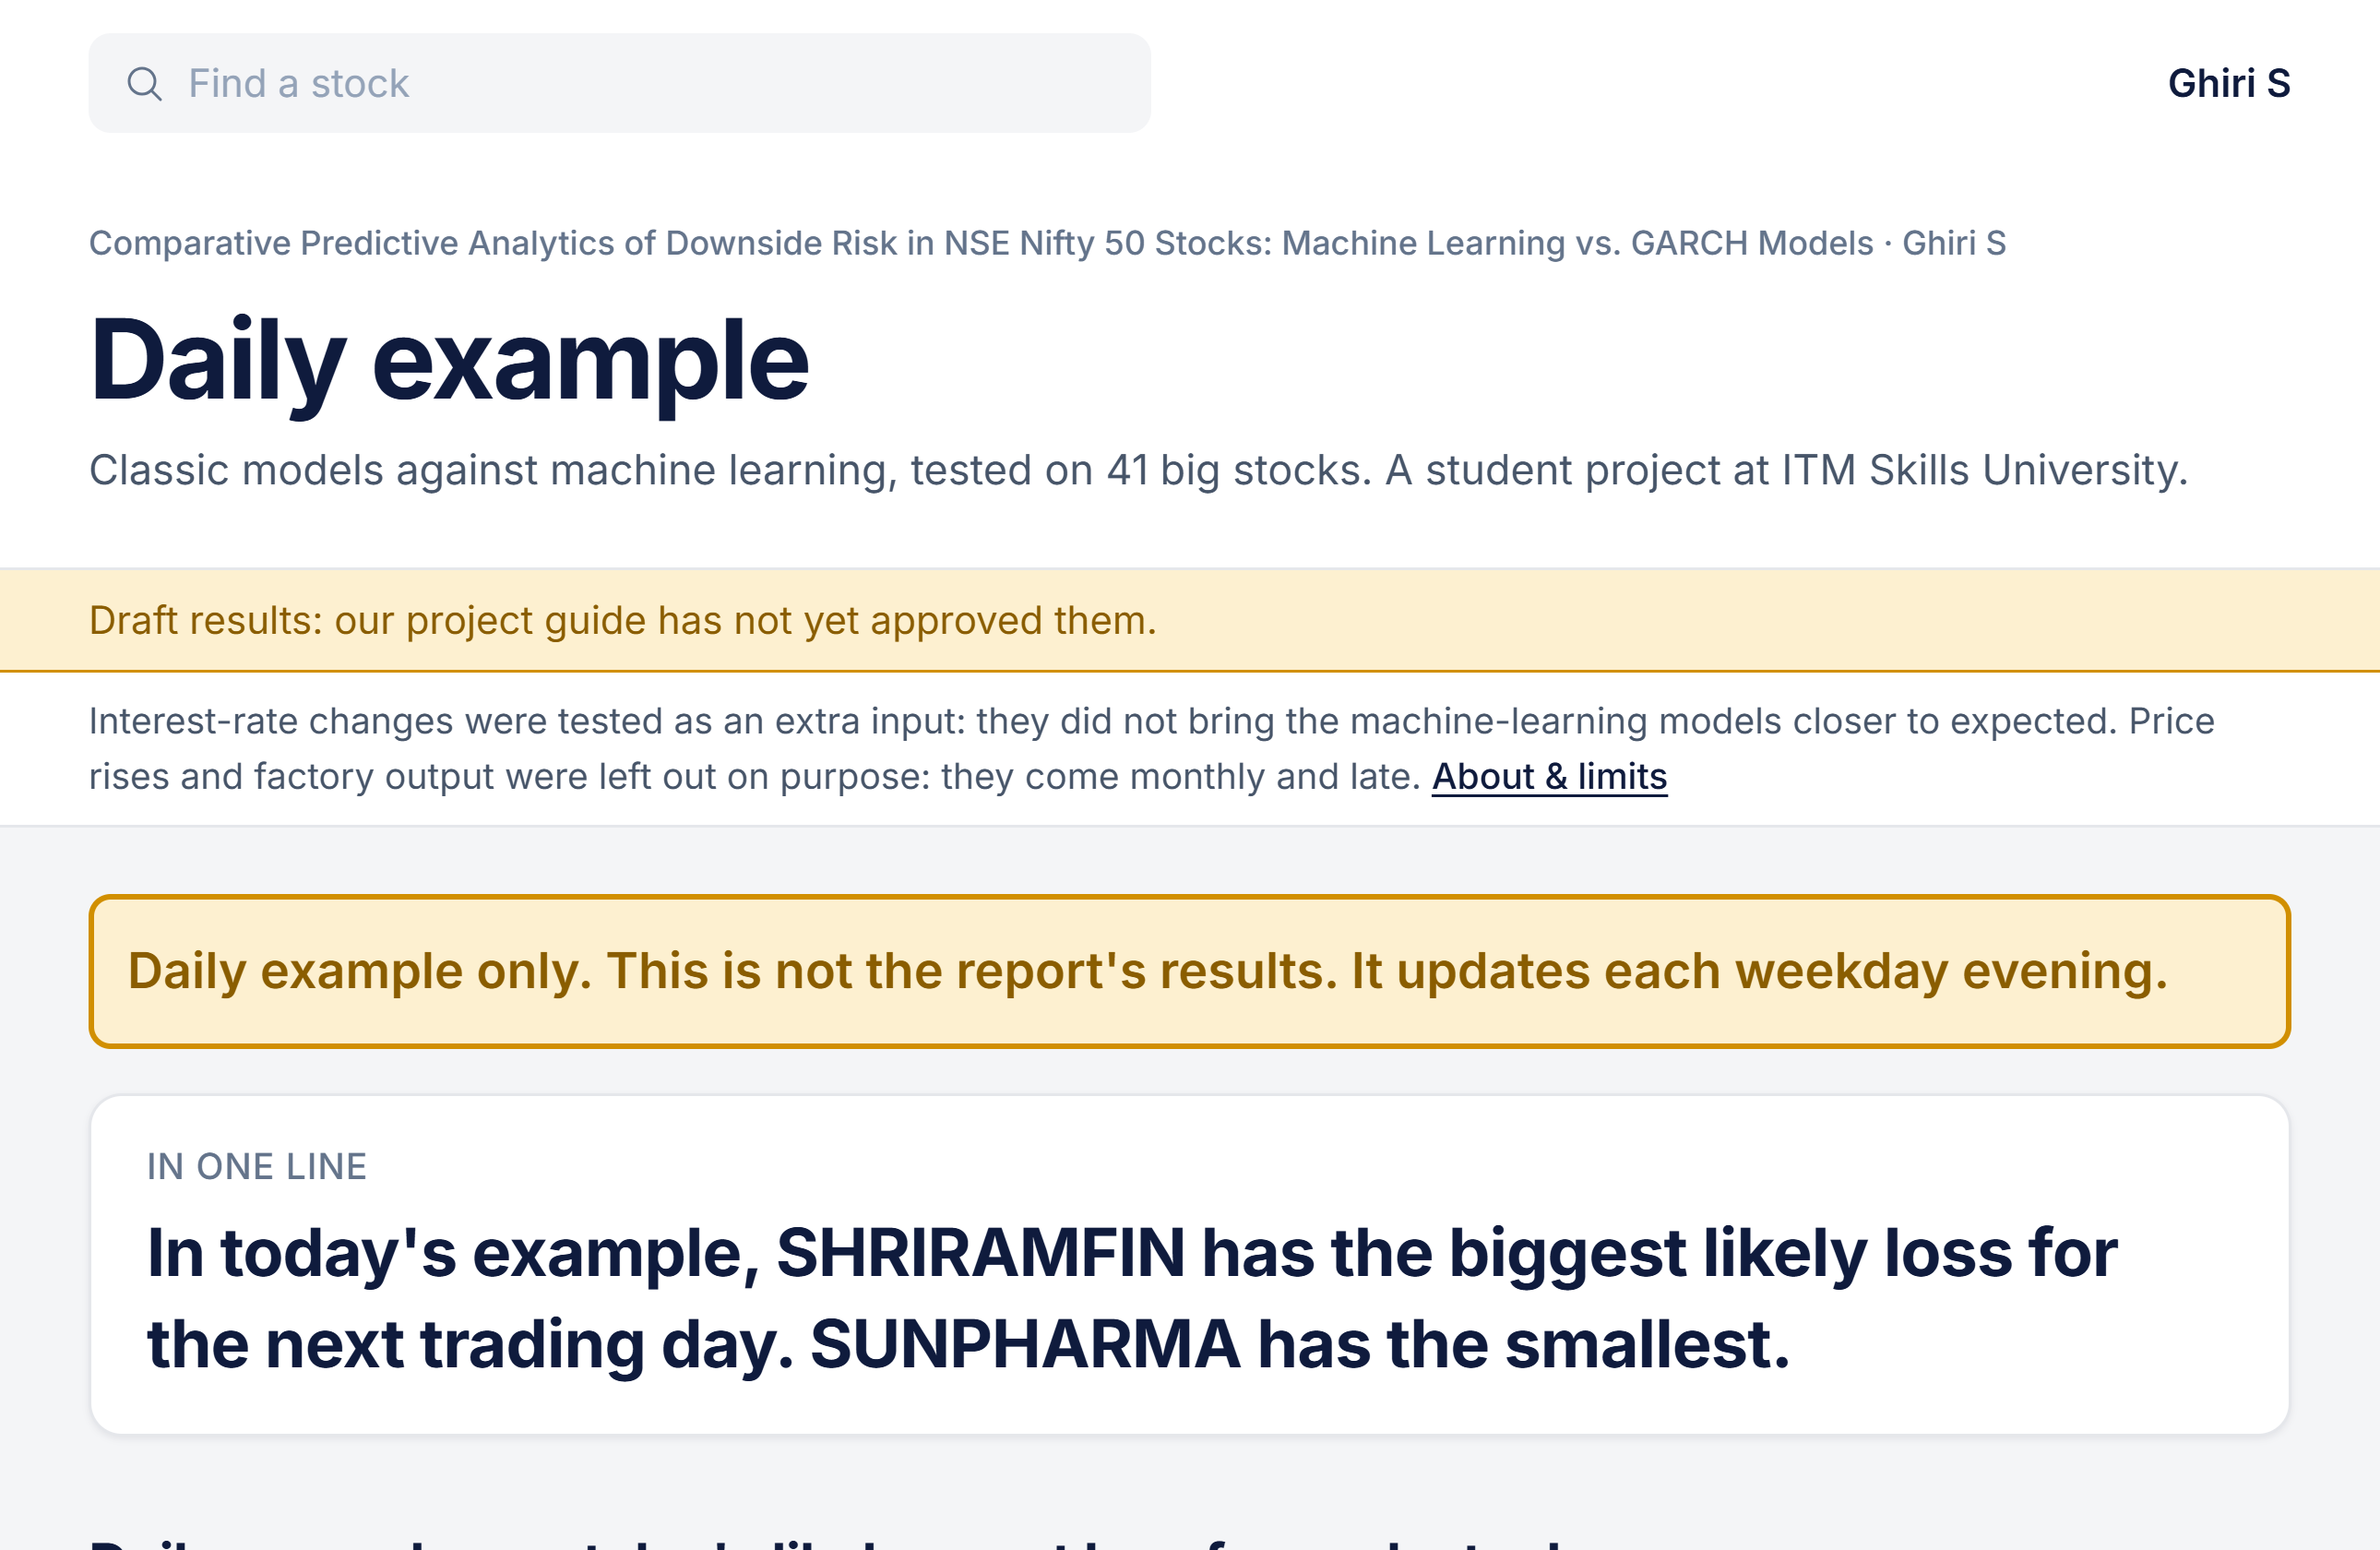 Find a stock
Ghiri S
Comparative Predictive Analytics of Downside Risk in NSE Nifty 50 Stocks: Machine Learning vs. GARCH Models · Ghiri S
Daily example
Classic models against machine learning, tested on 41 big stocks. A student project at ITM Skills University.
Draft results: our project guide has not yet approved them.
Interest-rate changes were tested as an extra input: they did not bring the machine-learning models closer to expected. Price
rises and factory output were left out on purpose: they come monthly and late. About & limits
Daily example only. This is not the report's results. It updates each weekday evening.
IN ONE LINE
In today's example, SHRIRAMFIN has the biggest likely loss for
the next trading day. SUNPHARMA has the smallest.